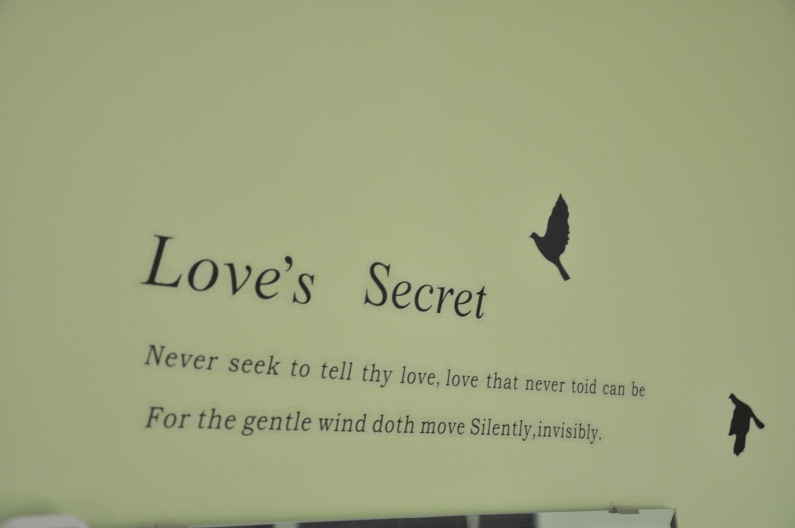 Love's Secret
Never seek to tell thy love, love that never toid can be
For the gentle wind doth move Silently,invisibly.